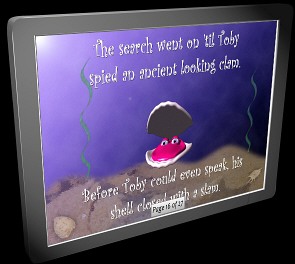 The search went on 'til Toby
spied an ancient looking clam.
Before Toby could even speak, his
shell closed with a slam.
Page 16 of 27